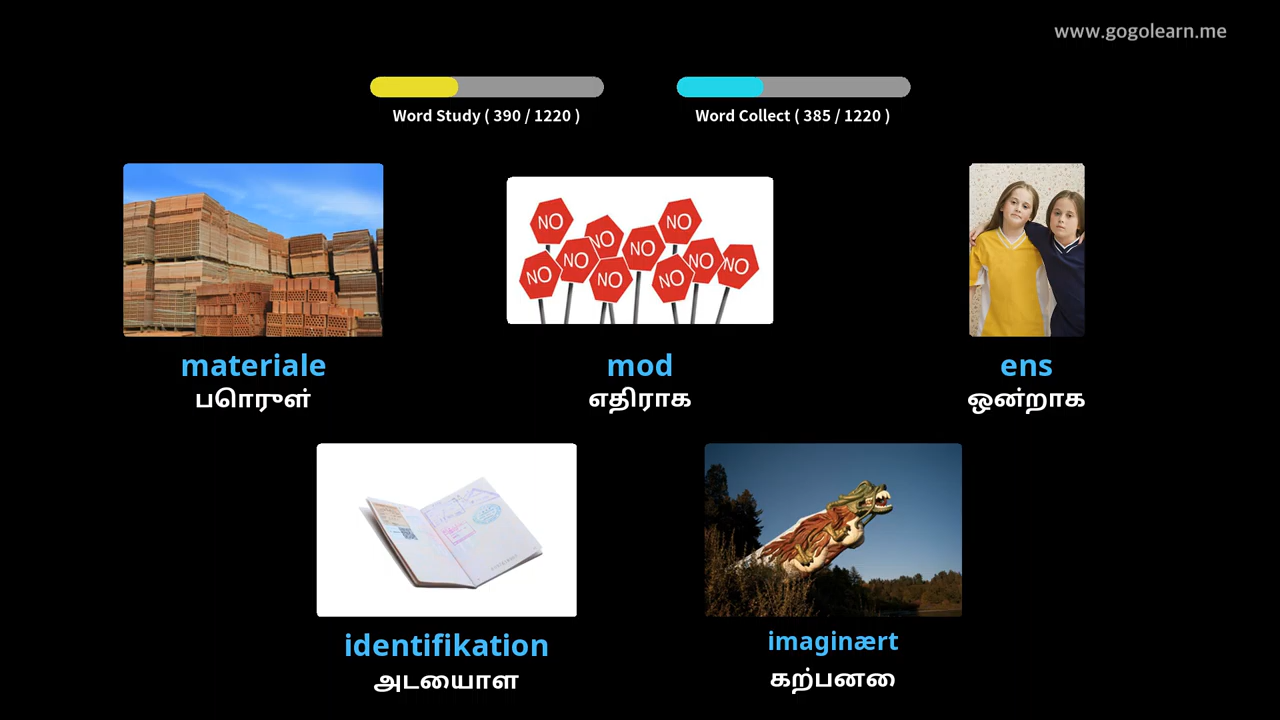 www.gogolearn.me
Word Study ( 390 / 1220 )
Word Collect ( 385 / 1220 )
NO
NO
NO
NO
NO
NO
NO
NO
NO
NO
materiale
பொருள்
mod
எதிராக
ens
ஒன்றாக
identifikation
அடையாள
imaginært
கற்பனை